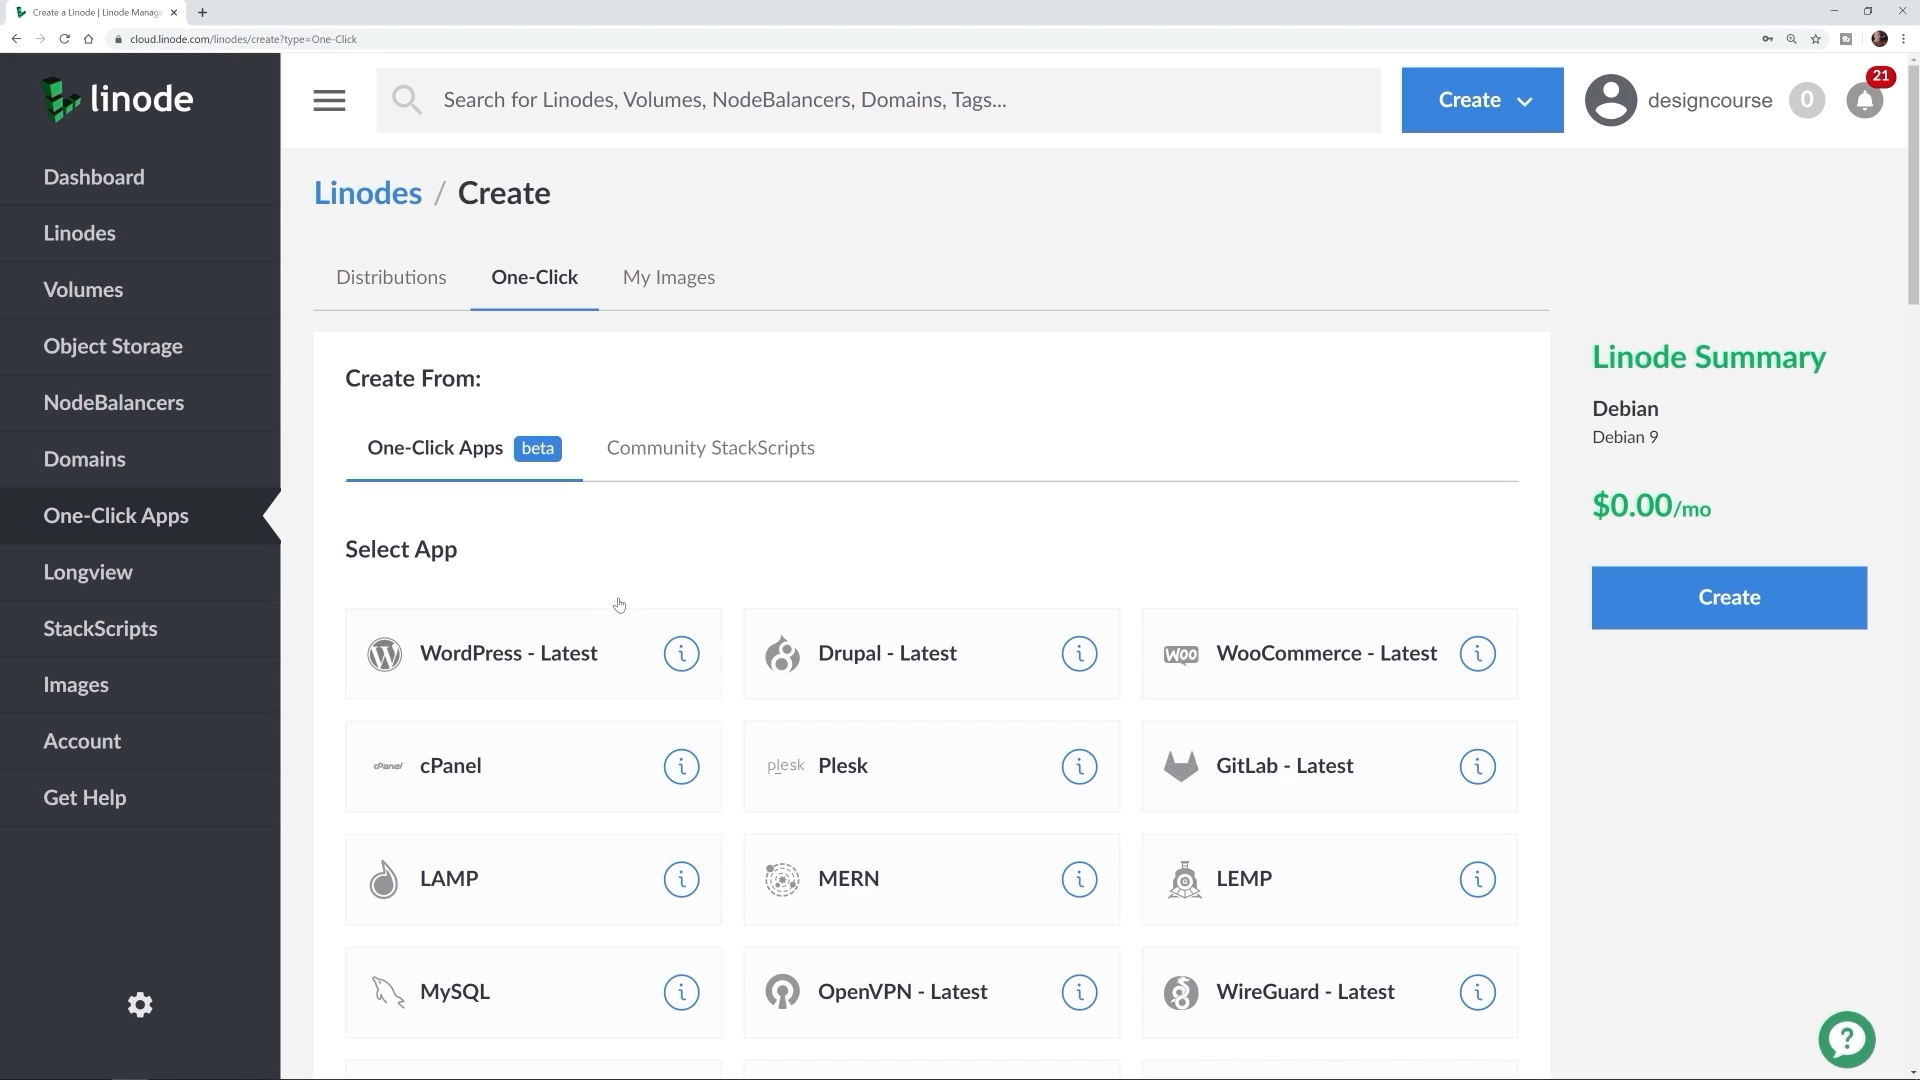 Create a Linode | Linode Manage
cloud.linode.com/linodes/create?type=One-Click
linode
Search for Linodes, Volumes, NodeBalancers, Domains, Tags...
Create
designcourse
0
21
Dashboard
Linodes
Volumes
Object Storage
NodeBalancers
Domains
One-Click Apps
Longview
StackScripts
Images
Account
Get Help
Linodes / Create
Distributions
One-Click
My Images
Create From:
One-Click Apps beta
Community StackScripts
Select App
WordPress - Latest
Drupal - Latest
WOO WooCommerce - Latest
cPanel cPanel
plesk Plesk
GitLab - Latest
LAMP
MERN
LEMP
MySQL
OpenVPN - Latest
WireGuard - Latest
Linode Summary
Debian
Debian 9
$0.00/mo
Create